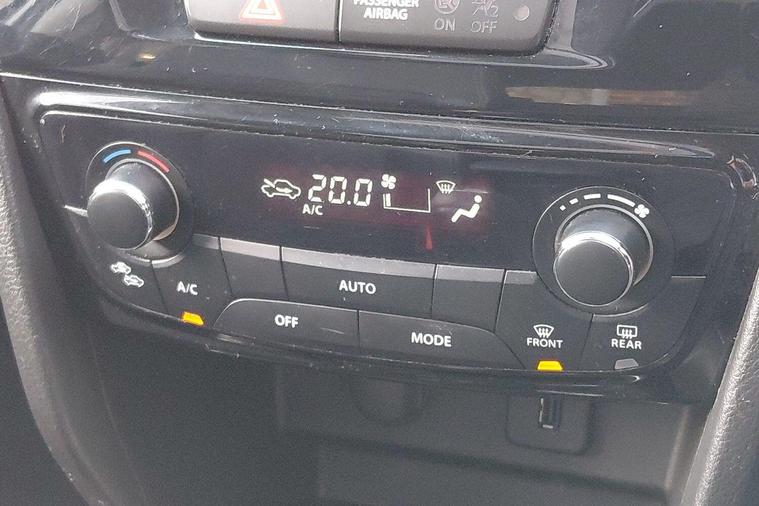 PASSENGER
AIRBAG
ON
OFF
20.0
A/C
A/C
AUTO
OFF
MODE
FRONT
REAR